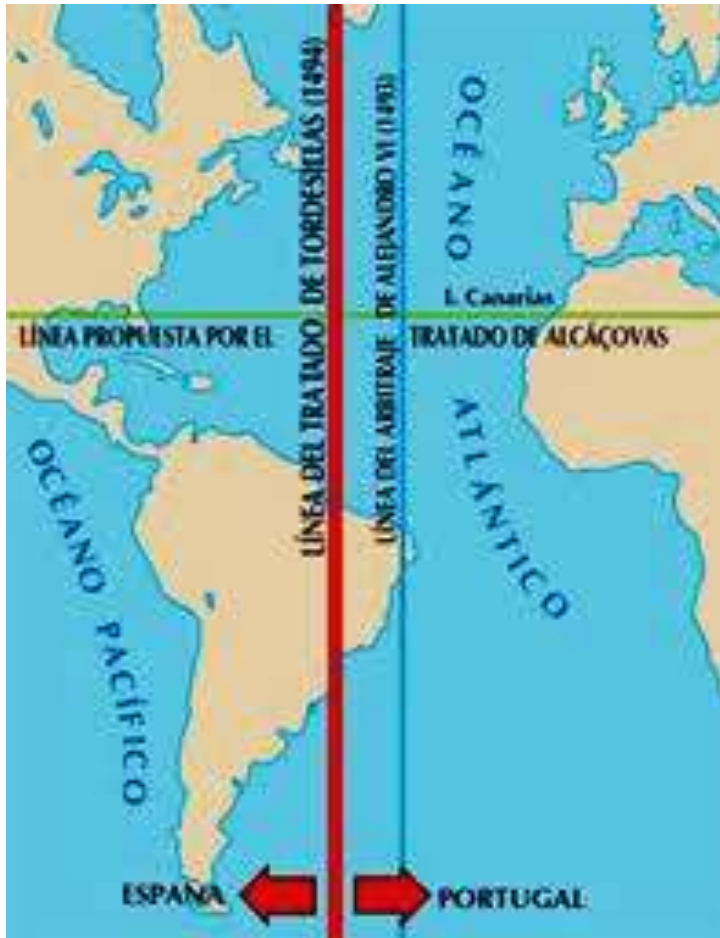 LÍNEA DEL TRATADO DE TORDESILLAS (1494)
LÍNEA DEL ARBITRAJE DE ALEJANDRO VI (1493)
OCÉANO
ATLÁNTICO
I. Canarias
LÍNEA PROPUESTA POR EL TRATADO DE ALCÁÇOVAS
OCÉANO PACÍFICO
ESPAÑA
PORTUGAL